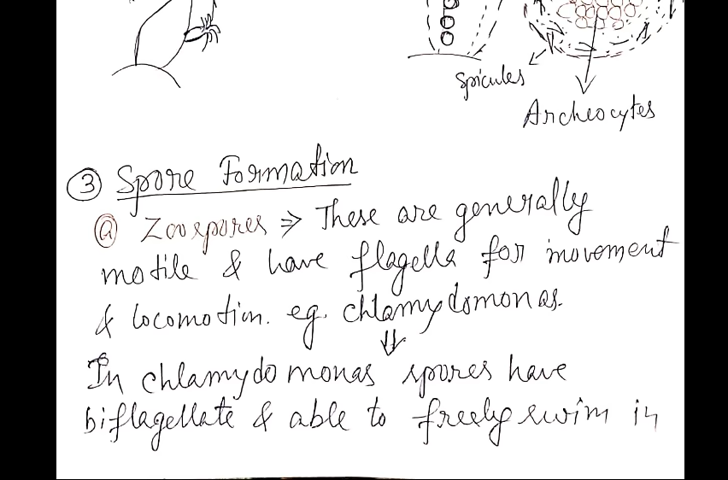 Spicules
Archeocytes
③ Spore Formation
ⓐ Zoospores ⇒ These are generally
motile & have flagella for movement
& locomotion. eg. chlamydomonas.
⇓
In chlamydomonas spores have
biflagellate & able to freely swim in